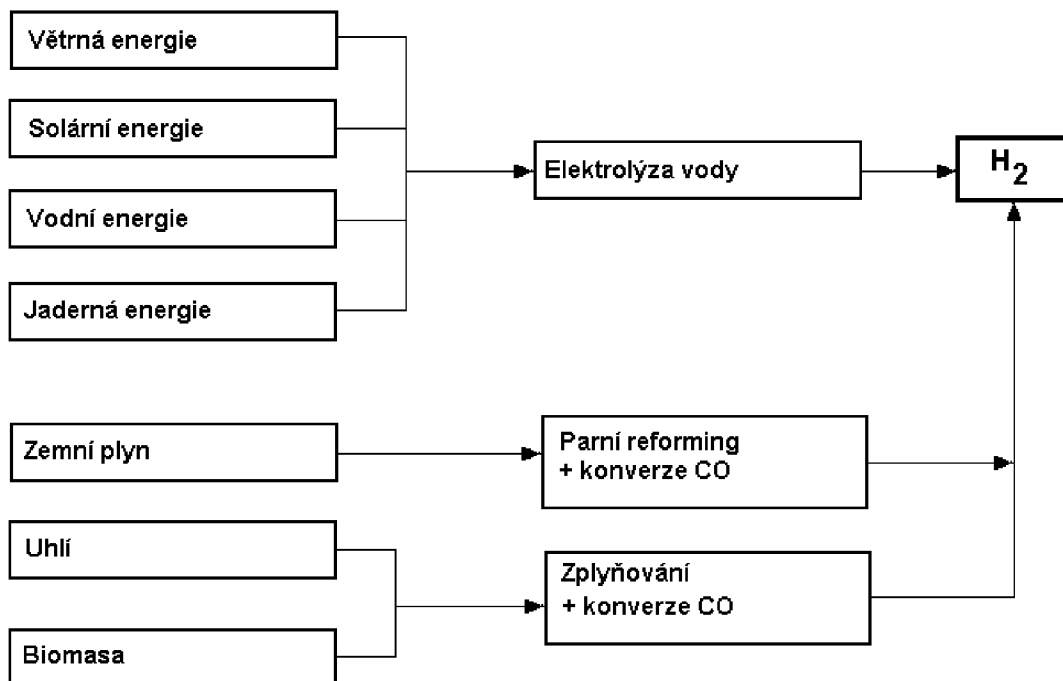 Větrná energie
Solární energie
Vodní energie
Jaderná energie
Elektrolýza vody
H2
Zemní plyn
Parní reforming
+ konverze CO
Uhlí
Biomasa
Zplyňování
+ konverze CO